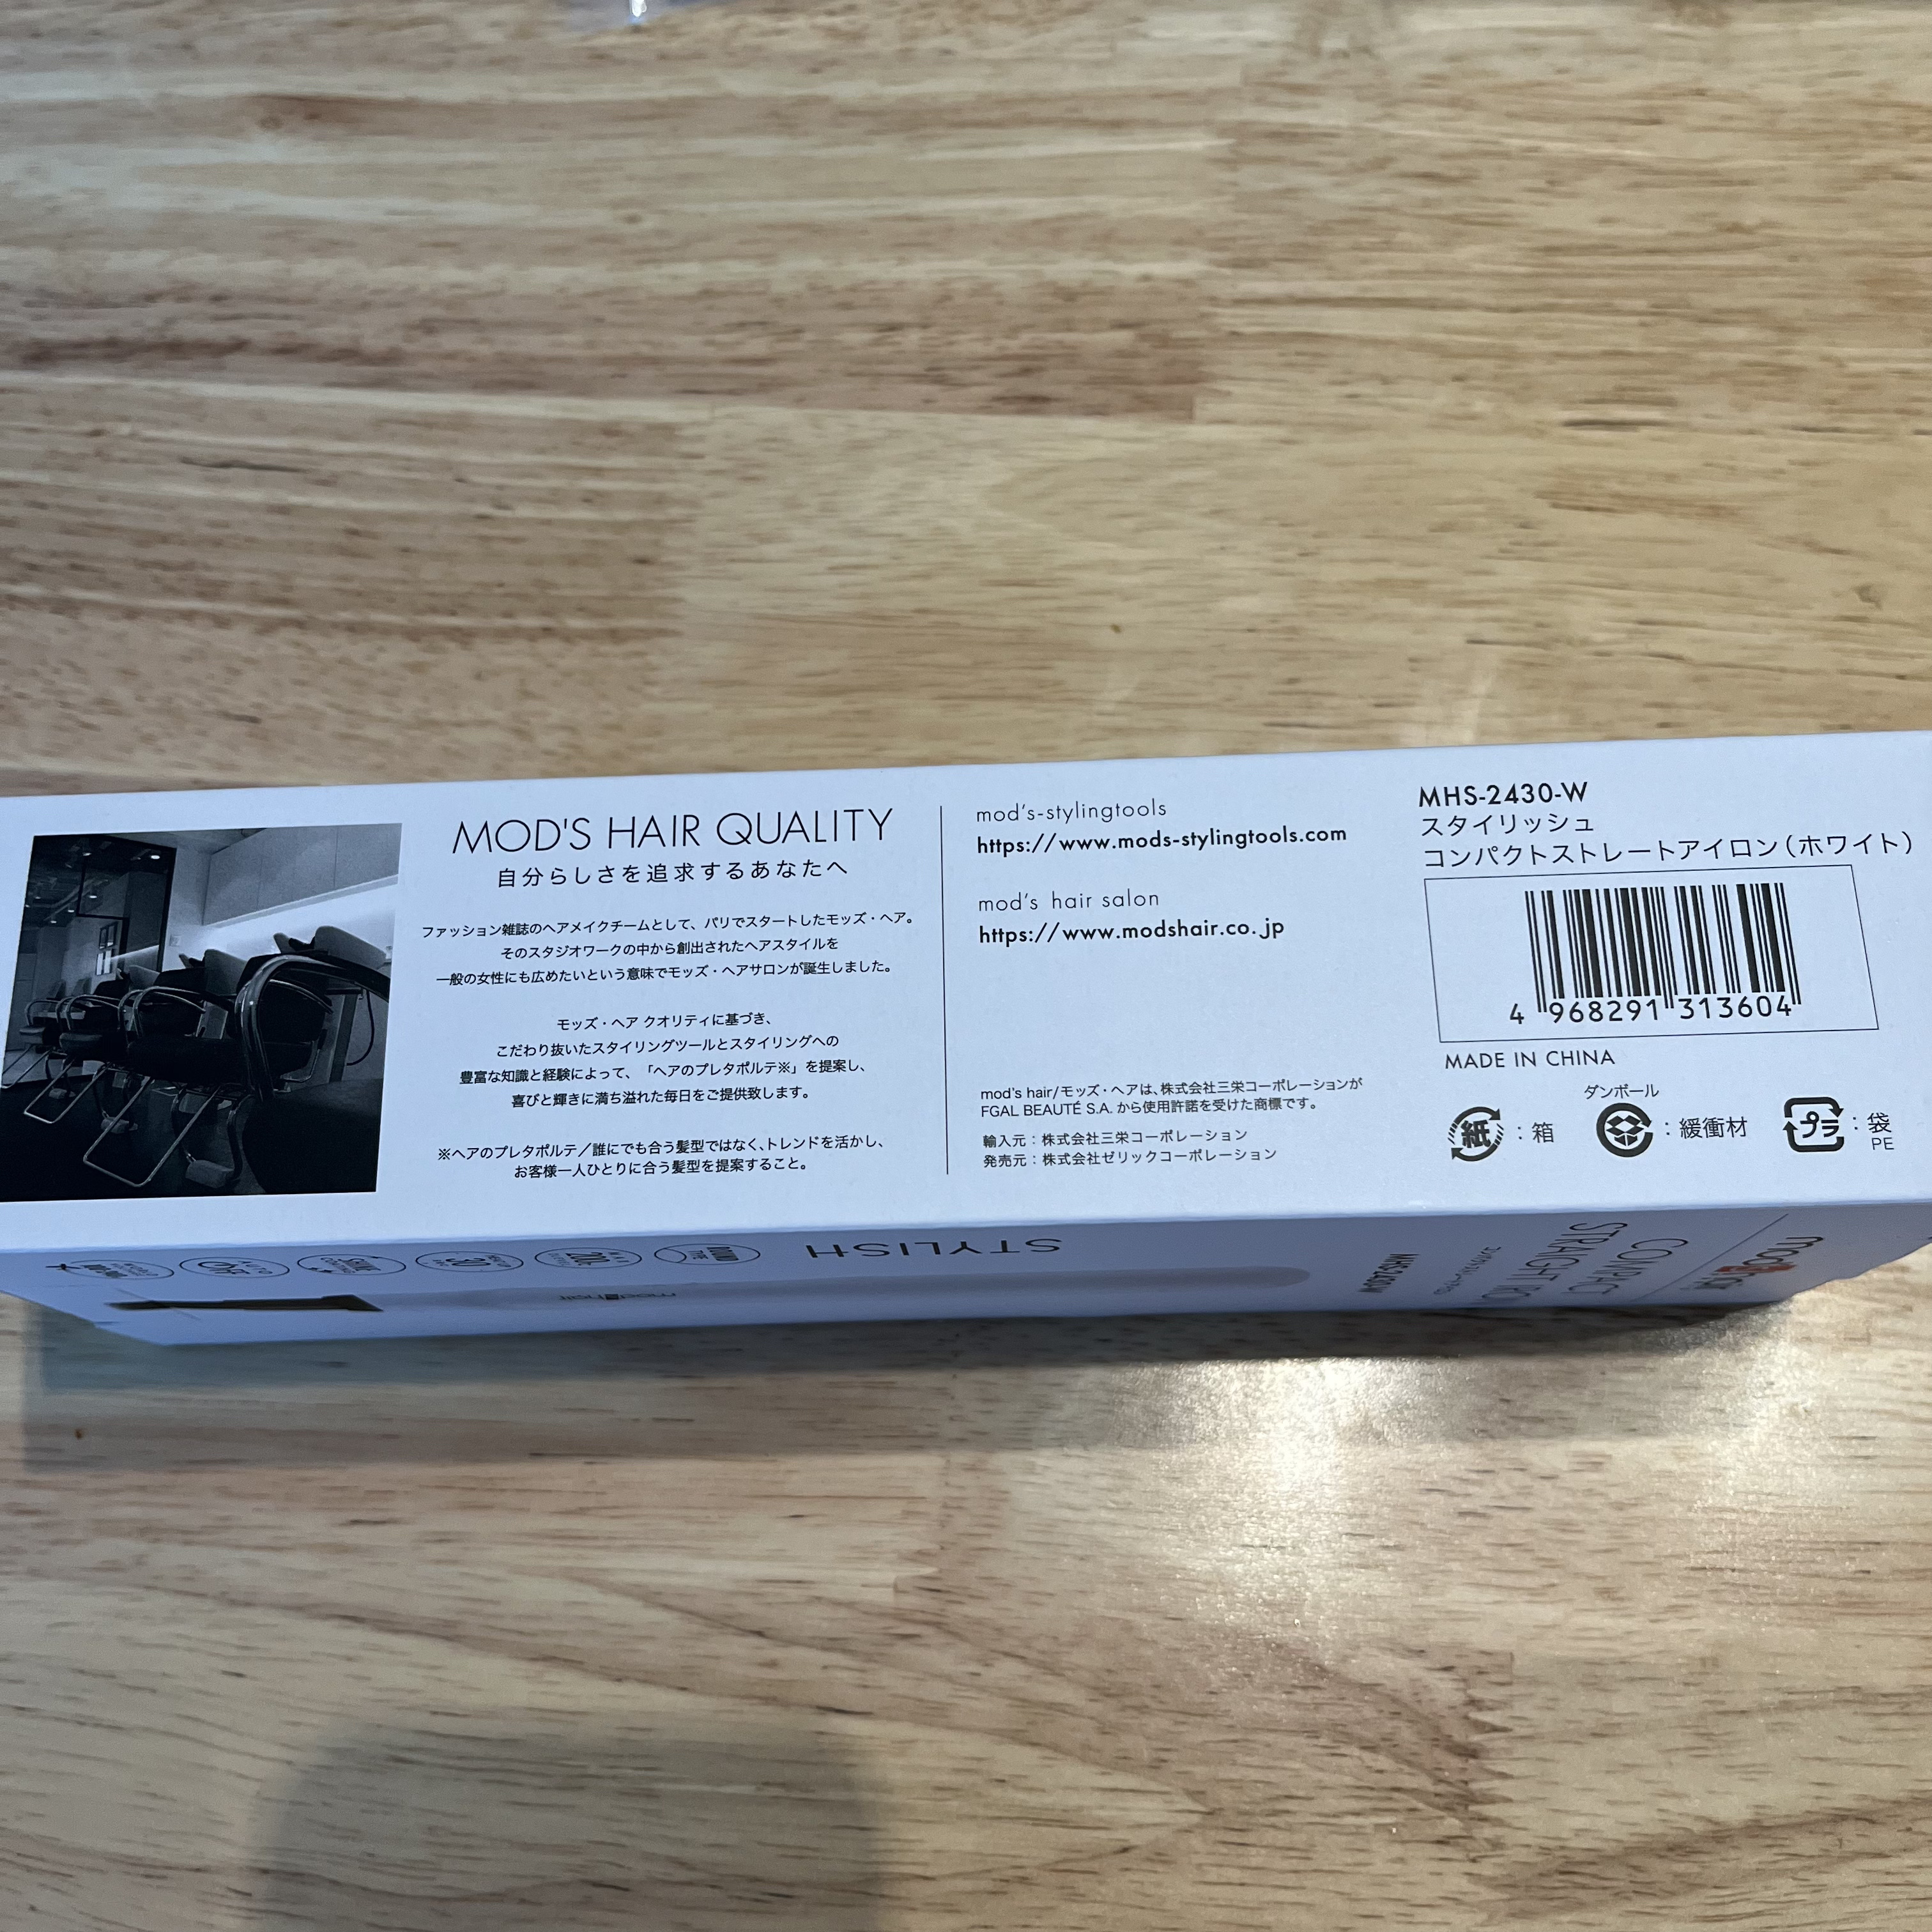 MOD'S HAIR QUALITY
自分らしさを追求するあなたへ
ファッション雑誌のヘアメイクチームとして、パリでスタートしたモッズ・ヘア。
そのスタジオワークの中から創出されたヘアスタイルを
一般の女性にも広めたいという意味でモッズ・ヘアサロンが誕生しました。
モッズ・ヘア クオリティに基づき、
こだわり抜いたスタイリングツールとスタイリングへの
豊富な知識と経験によって、「ヘアのプレタポルテ※」を提案し、
喜びと輝きに満ち溢れた毎日をご提供致します。
※ヘアのプレタポルテ／誰にでも合う髪型ではなく、トレンドを活かし、
お客様一人ひとりに合う髪型を提案すること。
mod's-stylingtools
https://www.mods-stylingtools.com
mod's hair salon
https://www.modshair.co.jp
mod's hair/モッズ・ヘアは、株式会社三栄コーポレーションが
FGAL BEAUTÉ S.A. から使用許諾を受けた商標です。
輸入元：株式会社三栄コーポレーション
発売元：株式会社ゼリックコーポレーション
MHS-2430-W
スタイリッシュ
コンパクトストレートアイロン（ホワイト）
4 968291 313604
MADE IN CHINA
ダンボール
紙：箱
：緩衝材
プラ：袋
PE
STYLISH
COMPACT
STRAIGHT IRON
MHS-2430-W
mod's hair